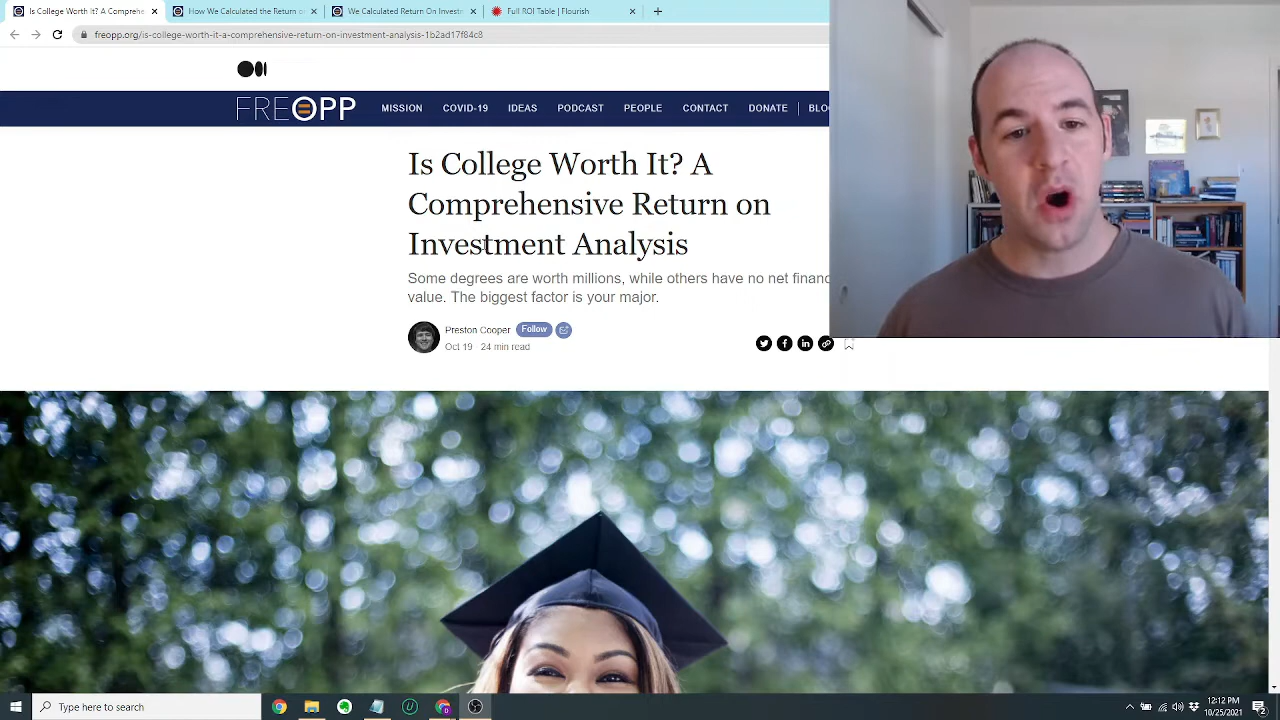 Is College Worth It? A Comprehe
How We Calculated the Return o
We Calculated Return On Invest
Full ROI Table | Flourish
freopp.org/is-college-worth-it-a-comprehensive-return-on-investment-analysis-1b2ad17f84c8
FREOPP
MISSION
COVID-19
IDEAS
PODCAST
PEOPLE
CONTACT
DONATE
BLO
Is College Worth It? A
Comprehensive Return on
Investment Analysis
Some degrees are worth millions, while others have no net financ
value. The biggest factor is your major.
Preston Cooper Follow
Oct 19 · 24 min read
Type here to search
12:12 PM
10/25/2021